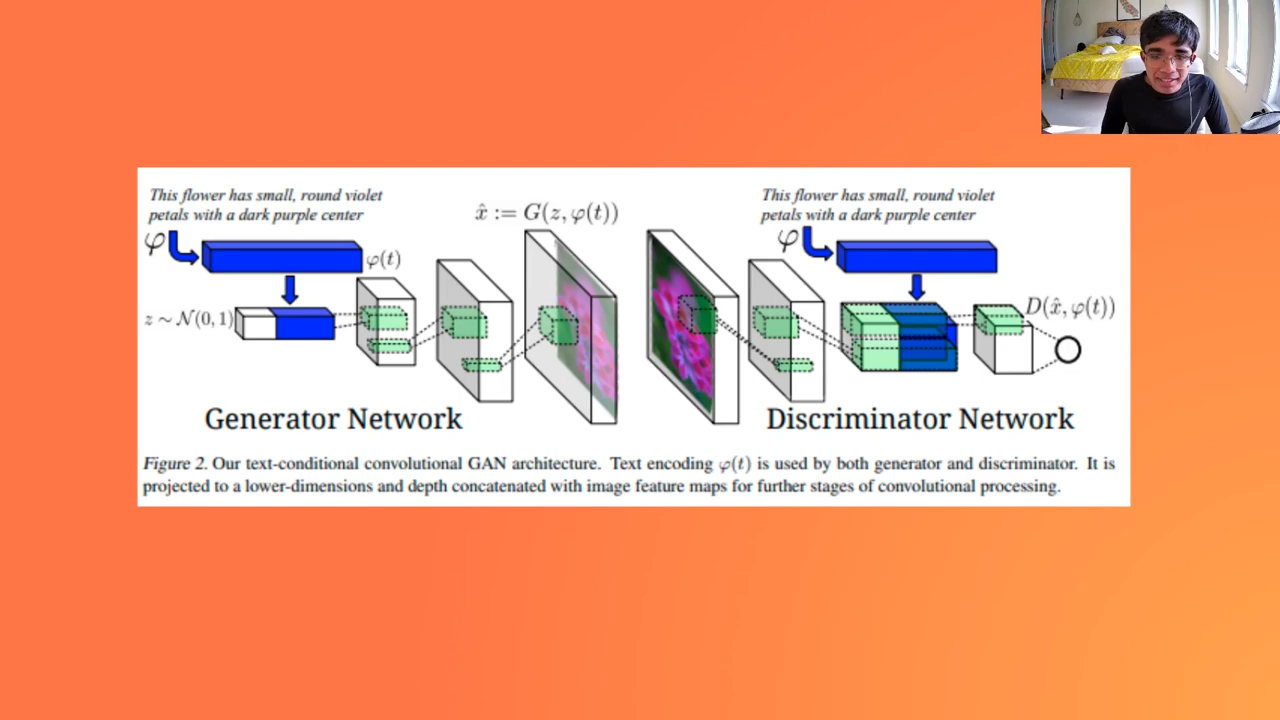 This flower has small, round violet
petals with a dark purple center
φ
φ(t)
z ~ N(0, 1)
x̂ := G(z, φ(t))
Generator Network
This flower has small, round violet
petals with a dark purple center
φ
D(x̂, φ(t))
Discriminator Network
Figure 2. Our text-conditional convolutional GAN architecture. Text encoding φ(t) is used by both generator and discriminator. It is
projected to a lower-dimensions and depth concatenated with image feature maps for further stages of convolutional processing.